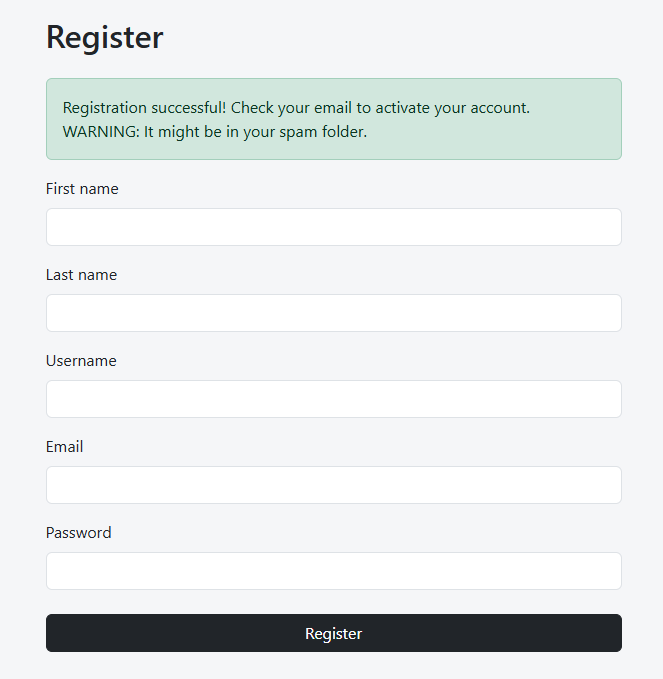 Register
Registration successful! Check your email to activate your account.
WARNING: It might be in your spam folder.
First name
Last name
Username
Email
Password
Register